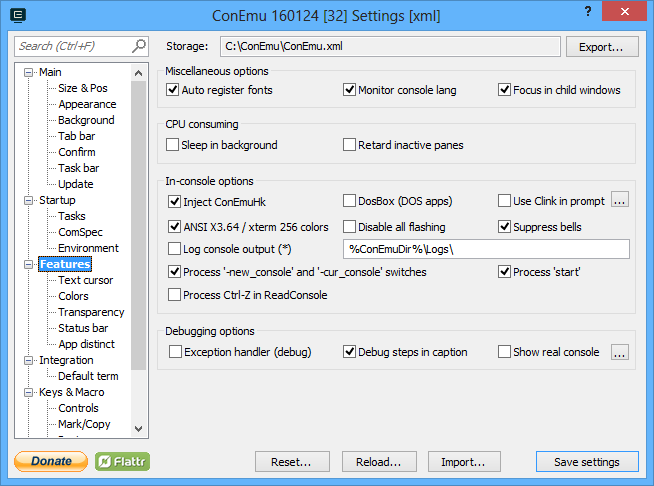 ConEmu 160124 [32] Settings [xml]
?
Search (Ctrl+F)
Storage:
C:\ConEmu\ConEmu.xml
Export...
Main
Size & Pos
Appearance
Background
Tab bar
Confirm
Task bar
Update
Startup
Tasks
ComSpec
Environment
Features
Text cursor
Colors
Transparency
Status bar
App distinct
Integration
Default term
Keys & Macro
Controls
Mark/Copy
Miscellaneous options
Auto register fonts Monitor console lang Focus in child windows
CPU consuming
Sleep in background Retard inactive panes
In-console options
Inject ConEmuHk DosBox (DOS apps) Use Clink in prompt ...
ANSI X3.64 / xterm 256 colors Disable all flashing Suppress bells
Log console output (*) %ConEmuDir%\Logs\
Process '-new_console' and '-cur_console' switches Process 'start'
Process Ctrl-Z in ReadConsole
Debugging options
Exception handler (debug) Debug steps in caption Show real console ...
Donate Flattr Reset... Reload... Import... Save settings